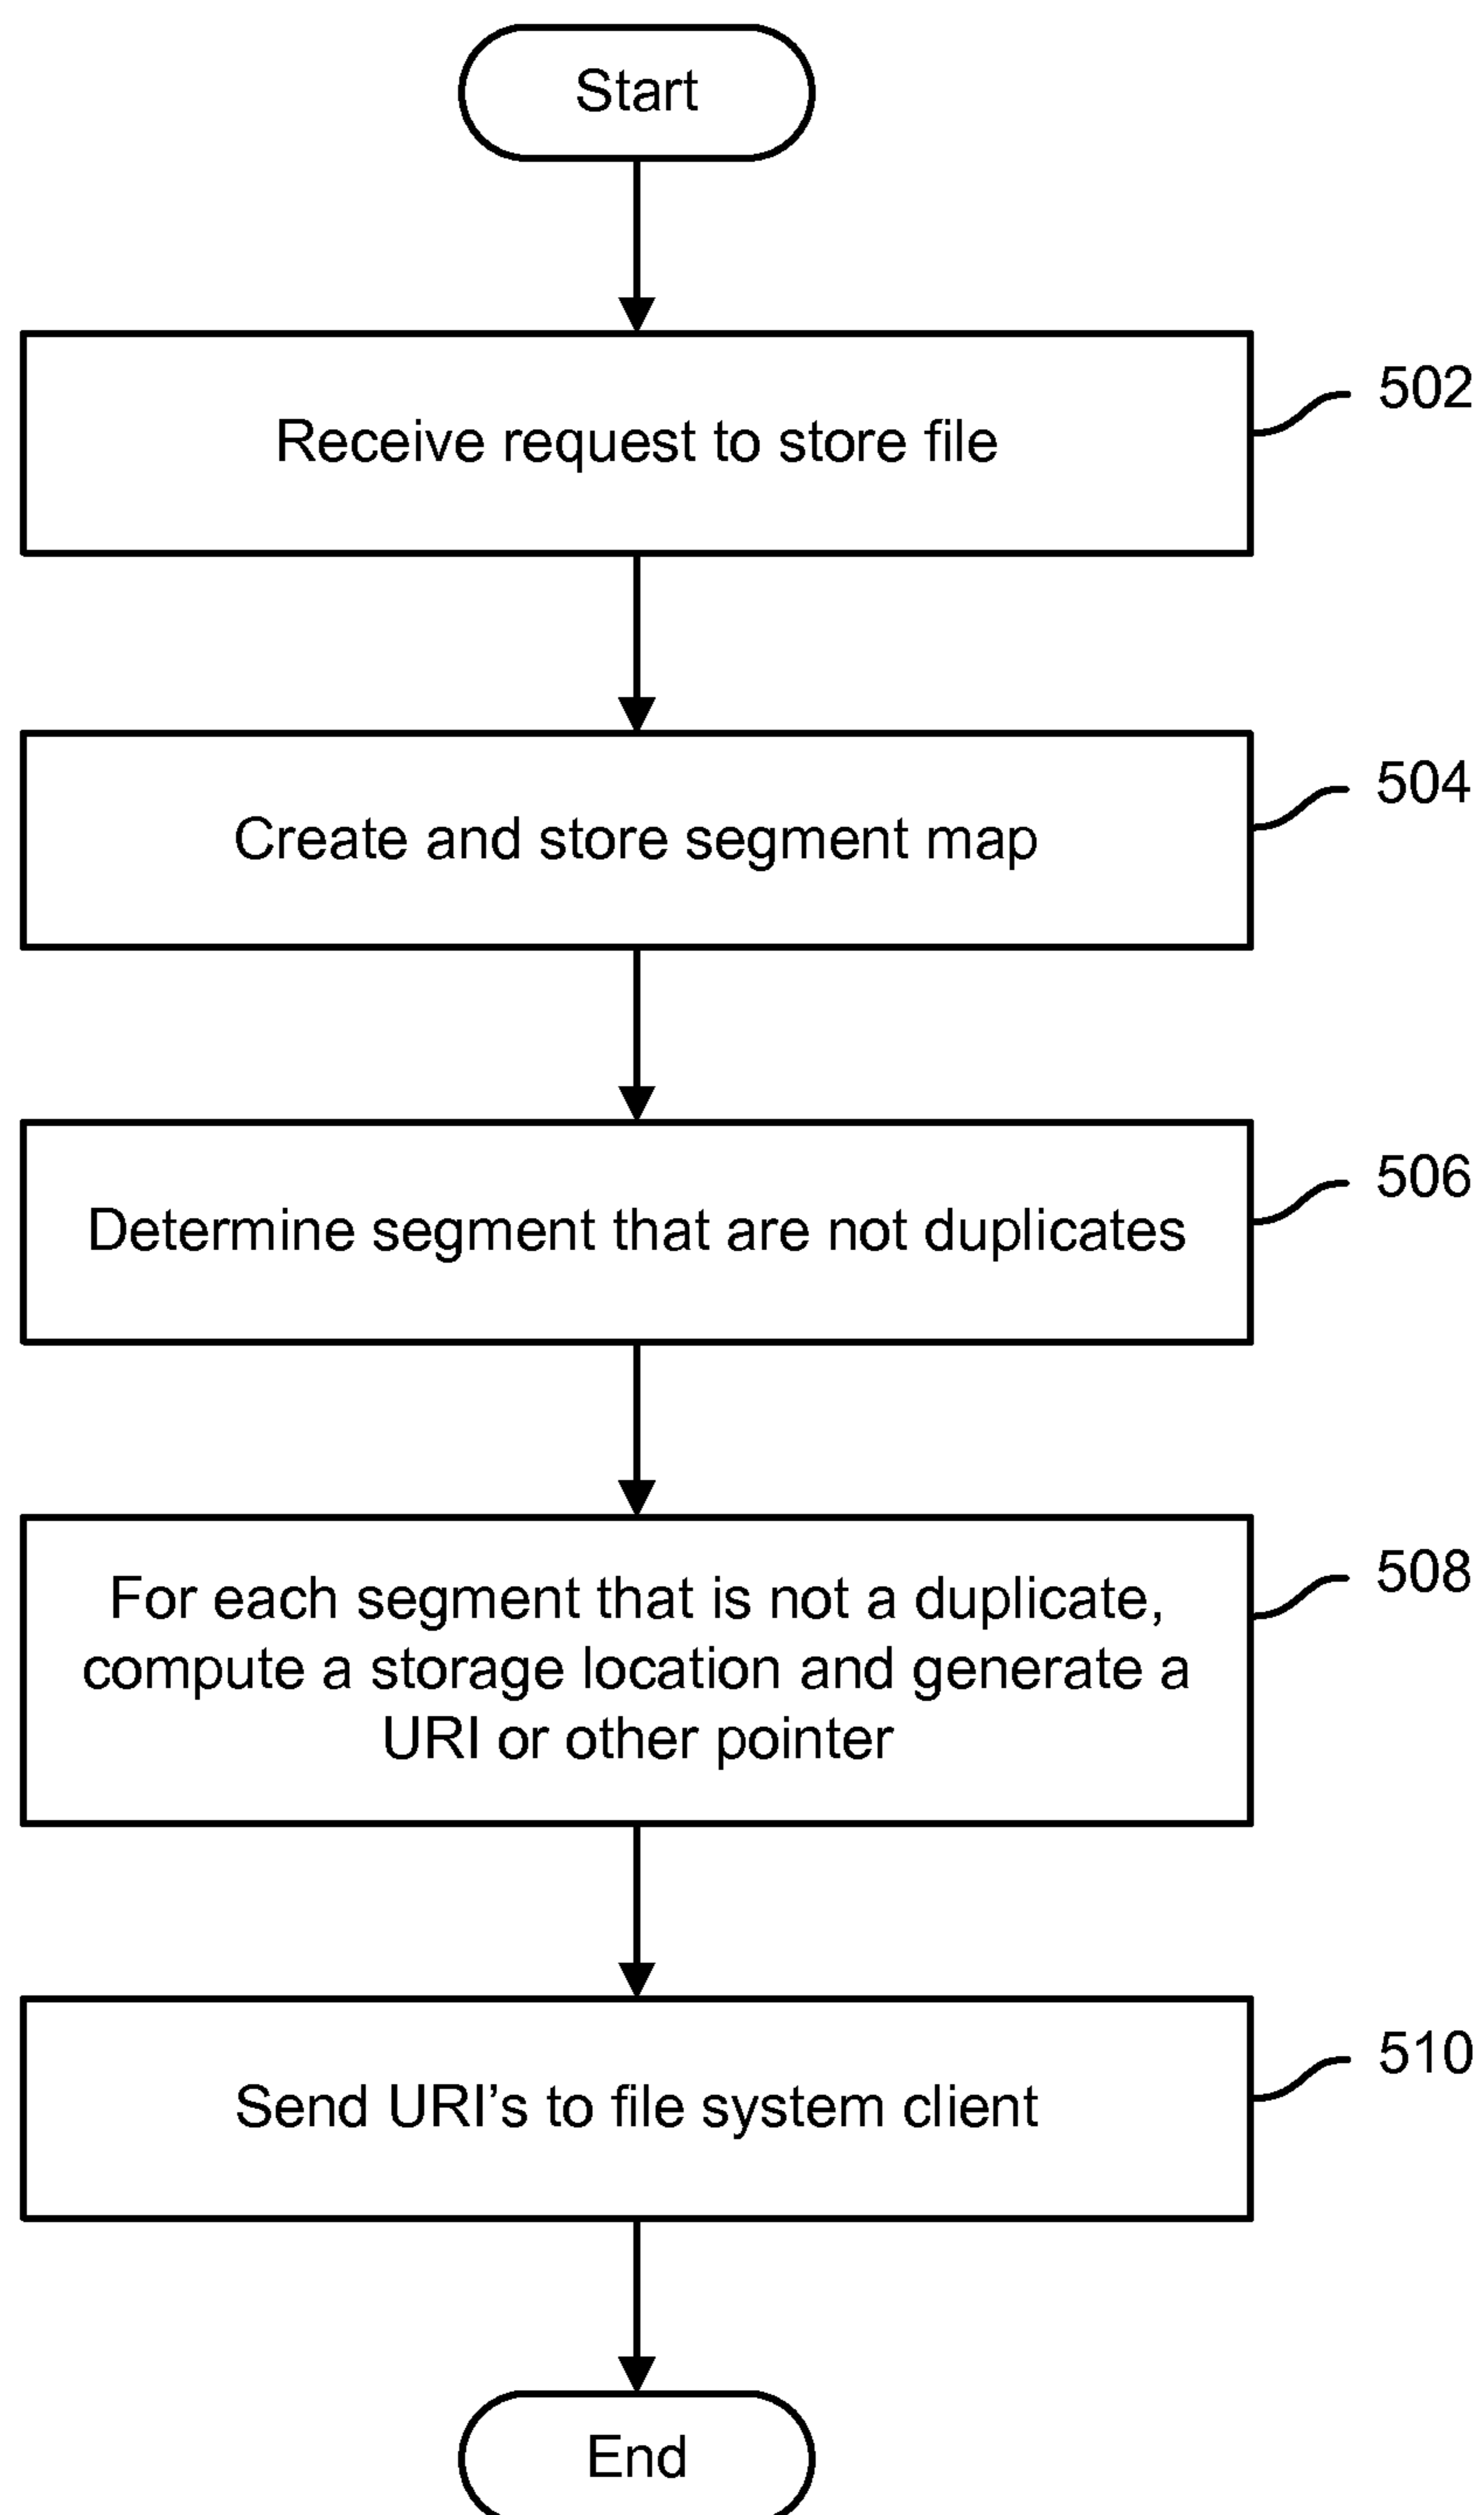 Start
Receive request to store file
502
Create and store segment map
504
Determine segment that are not duplicates
506
For each segment that is not a duplicate,
compute a storage location and generate a
URI or other pointer
508
Send URI’s to file system client
510
End